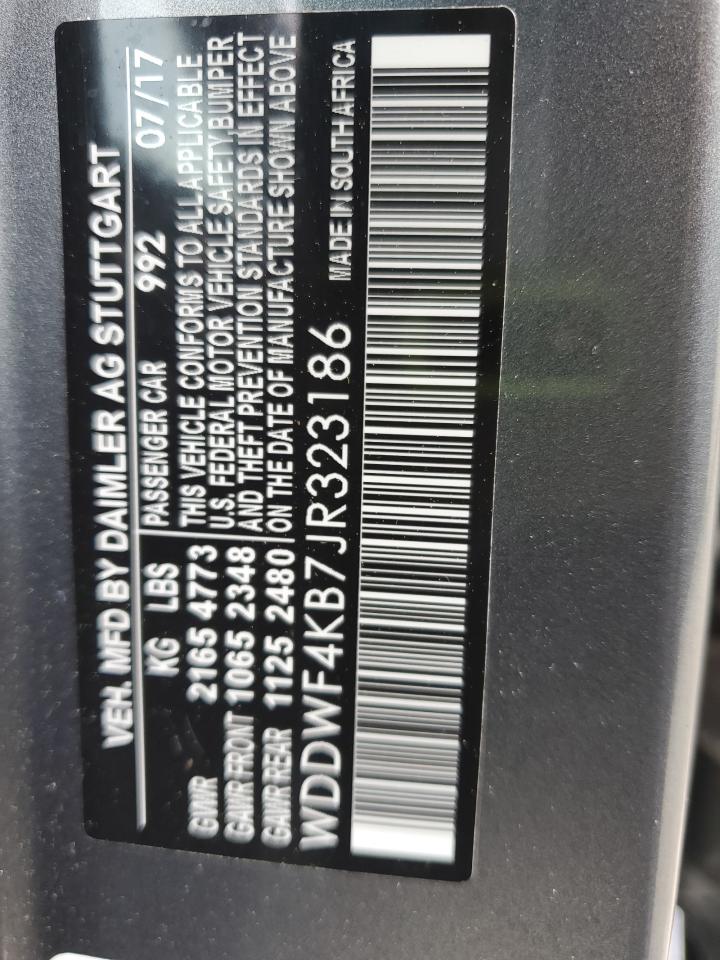 VEH. MFD BY DAIMLER AG STUTTGART
KG LBS PASSENGER CAR 992 07/17
GVWR 2165 4773 THIS VEHICLE CONFORMS TO ALL APPLICABLE
U.S. FEDERAL MOTOR VEHICLE SAFETY, BUMPER
GAWR FRONT 1065 2348 AND THEFT PREVENTION STANDARDS IN EFFECT
GAWR REAR 1125 2480 ON THE DATE OF MANUFACTURE SHOWN ABOVE
WDDWF4KB7JR323186 MADE IN SOUTH AFRICA